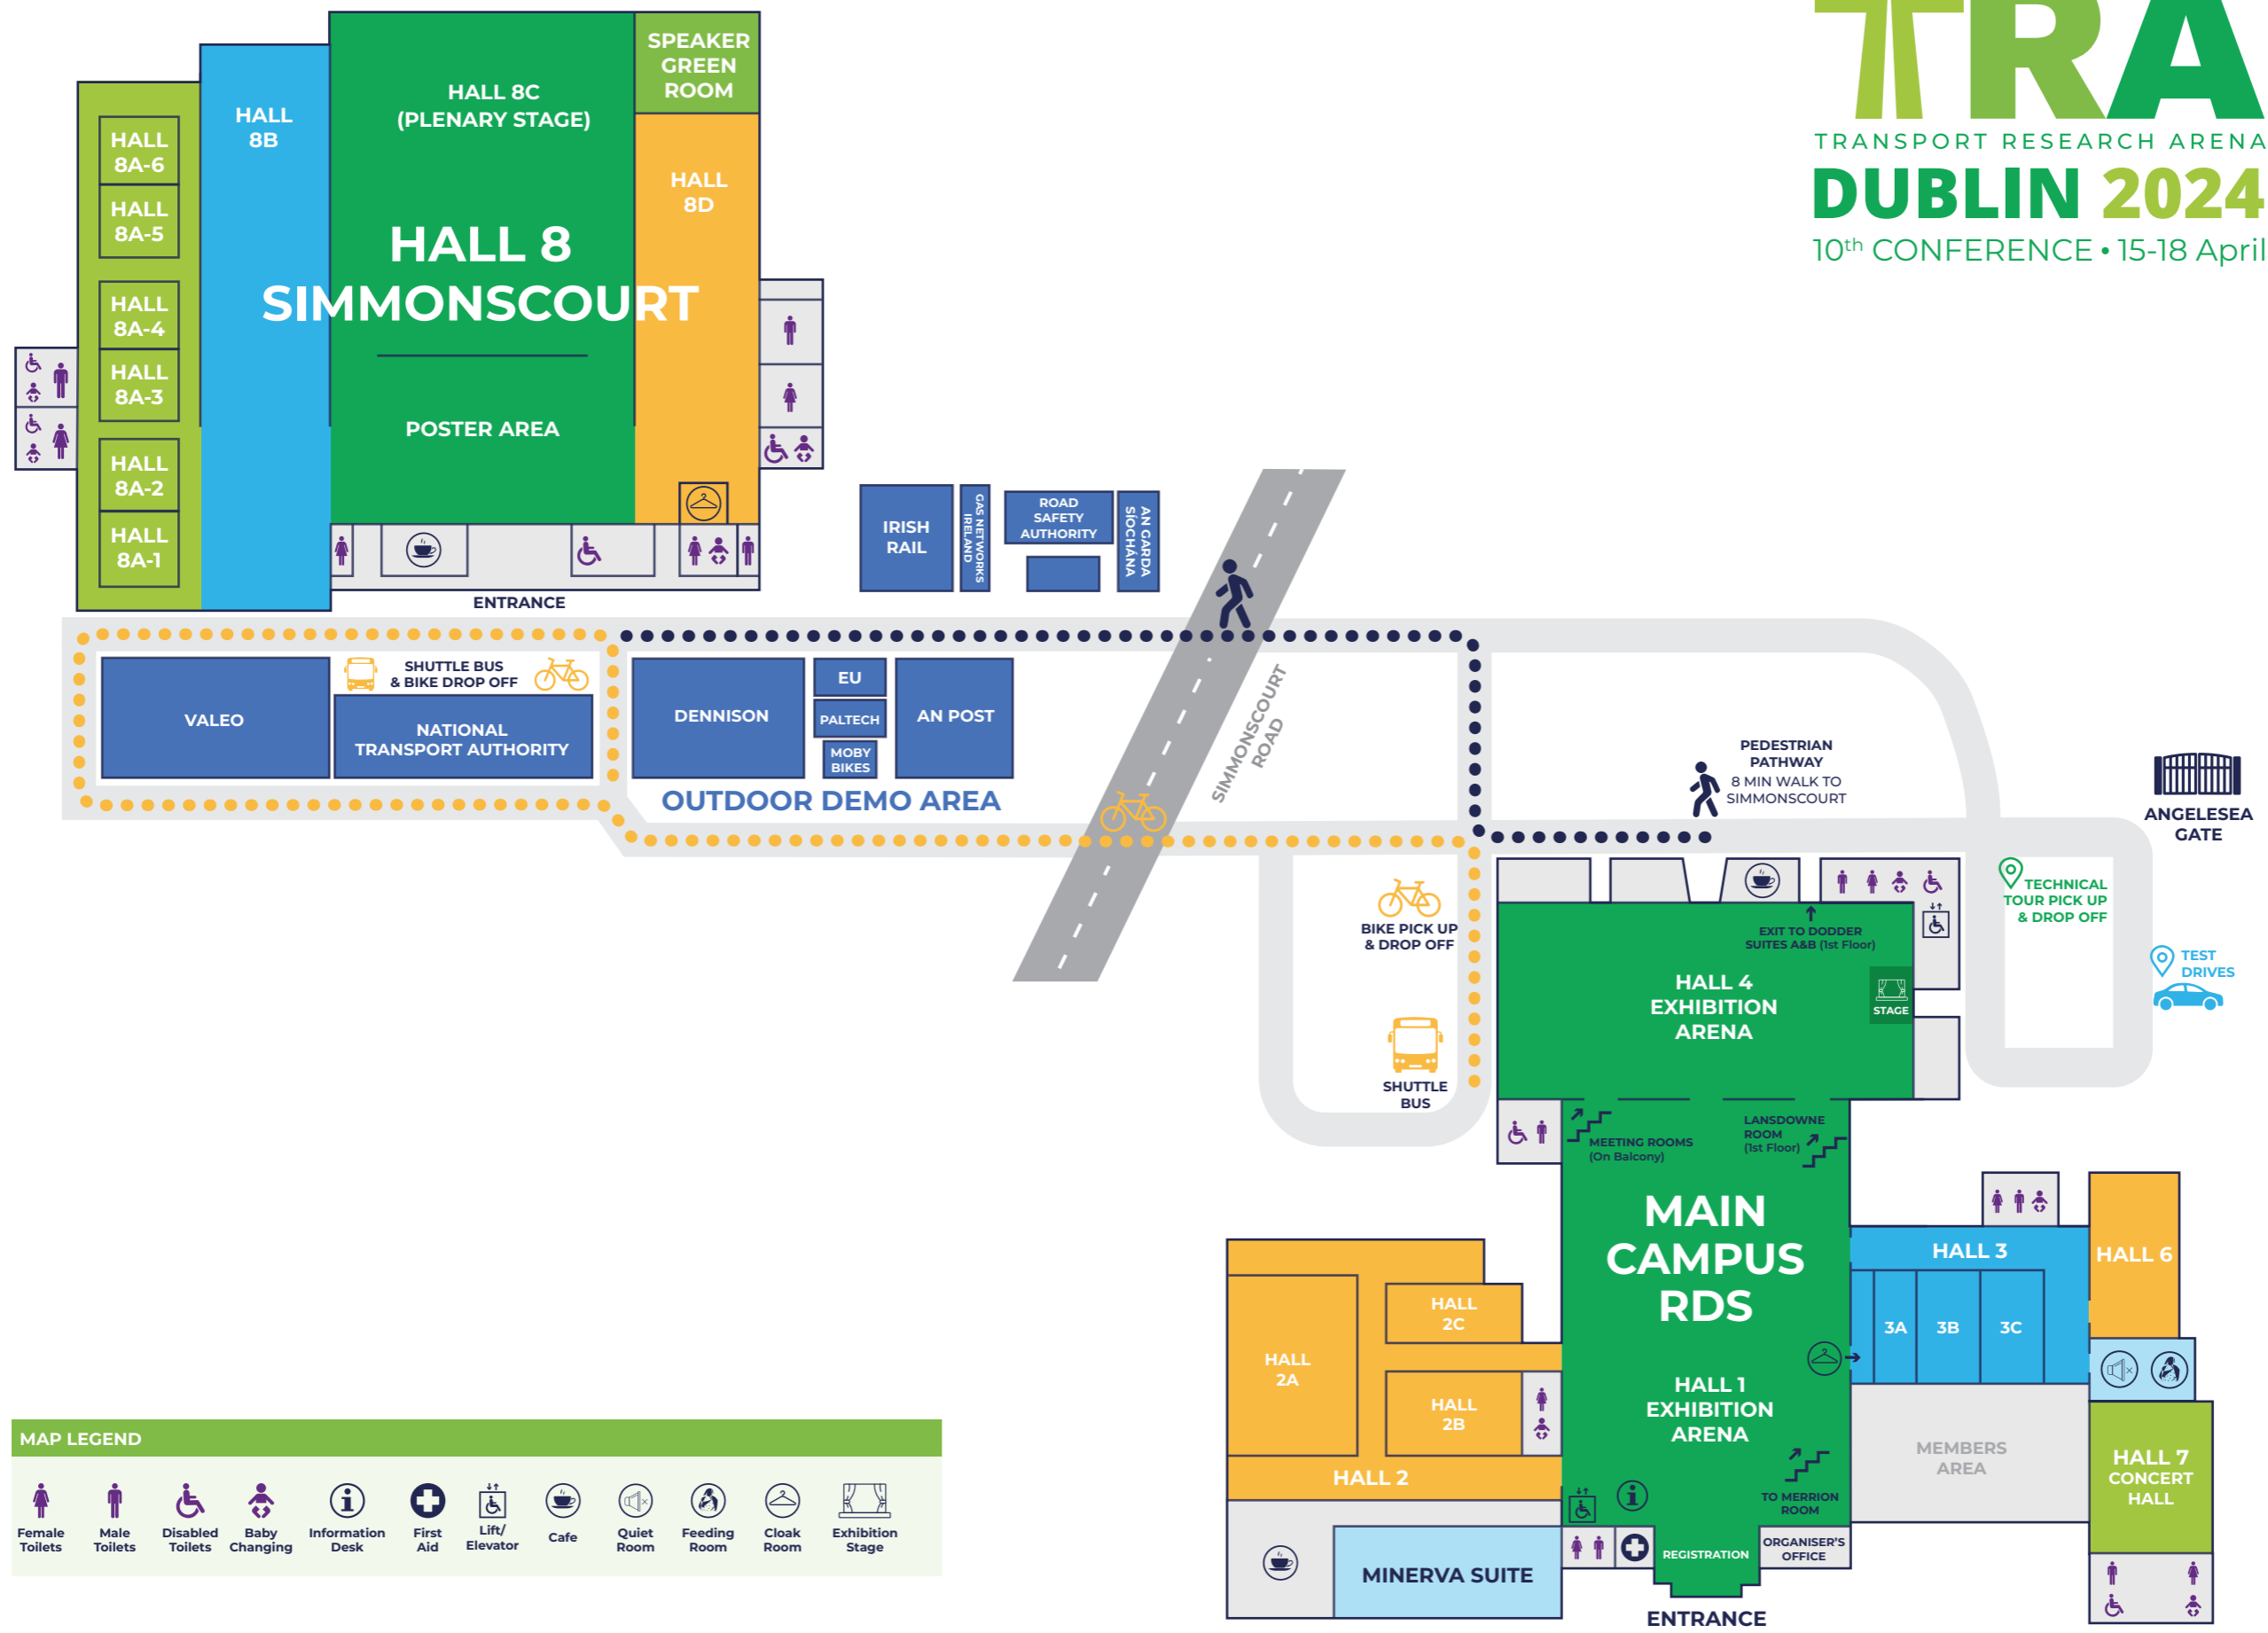 TRA
TRANSPORT RESEARCH ARENA
DUBLIN 2024
10th CONFERENCE • 15-18 April
SPEAKER
GREEN
ROOM
HALL 8C
(PLENARY STAGE)
HALL
8B
HALL
8A-6
HALL
8A-5
HALL
8A-4
HALL
8A-3
HALL
8A-2
HALL
8A-1
HALL
8D
HALL 8
SIMMONSCOURT
POSTER AREA
ENTRANCE
IRISH
RAIL
GAS NETWORKS
IRELAND
ROAD
SAFETY
AUTHORITY
AN GARDA
SÍOCHÁNA
VALEO
SHUTTLE BUS
& BIKE DROP OFF
NATIONAL
TRANSPORT AUTHORITY
DENNISON
EU
PALTECH
MOBY
BIKES
AN POST
OUTDOOR DEMO AREA
SIMMONSCOURT
ROAD
PEDESTRIAN
PATHWAY
8 MIN WALK TO
SIMMONSCOURT
ANGELESEA
GATE
TECHNICAL
TOUR PICK UP
& DROP OFF
TEST
DRIVES
BIKE PICK UP
& DROP OFF
SHUTTLE
BUS
EXIT TO DODDER
SUITES A&B (1st Floor)
HALL 4
EXHIBITION
ARENA
STAGE
MEETING ROOMS
(On Balcony)
LANSDOWNE
ROOM
(1st Floor)
MAIN
CAMPUS
RDS
HALL 3
3A
3B
3C
HALL 6
HALL
2C
HALL
2A
HALL
2B
HALL 2
HALL 1
EXHIBITION
ARENA
MEMBERS
AREA
HALL 7
CONCERT
HALL
TO MERRION
ROOM
MINERVA SUITE
REGISTRATION
ORGANISER'S
OFFICE
ENTRANCE
MAP LEGEND
Female
Toilets
Male
Toilets
Disabled
Toilets
Baby
Changing
Information
Desk
First
Aid
Lift/
Elevator
Cafe
Quiet
Room
Feeding
Room
Cloak
Room
Exhibition
Stage